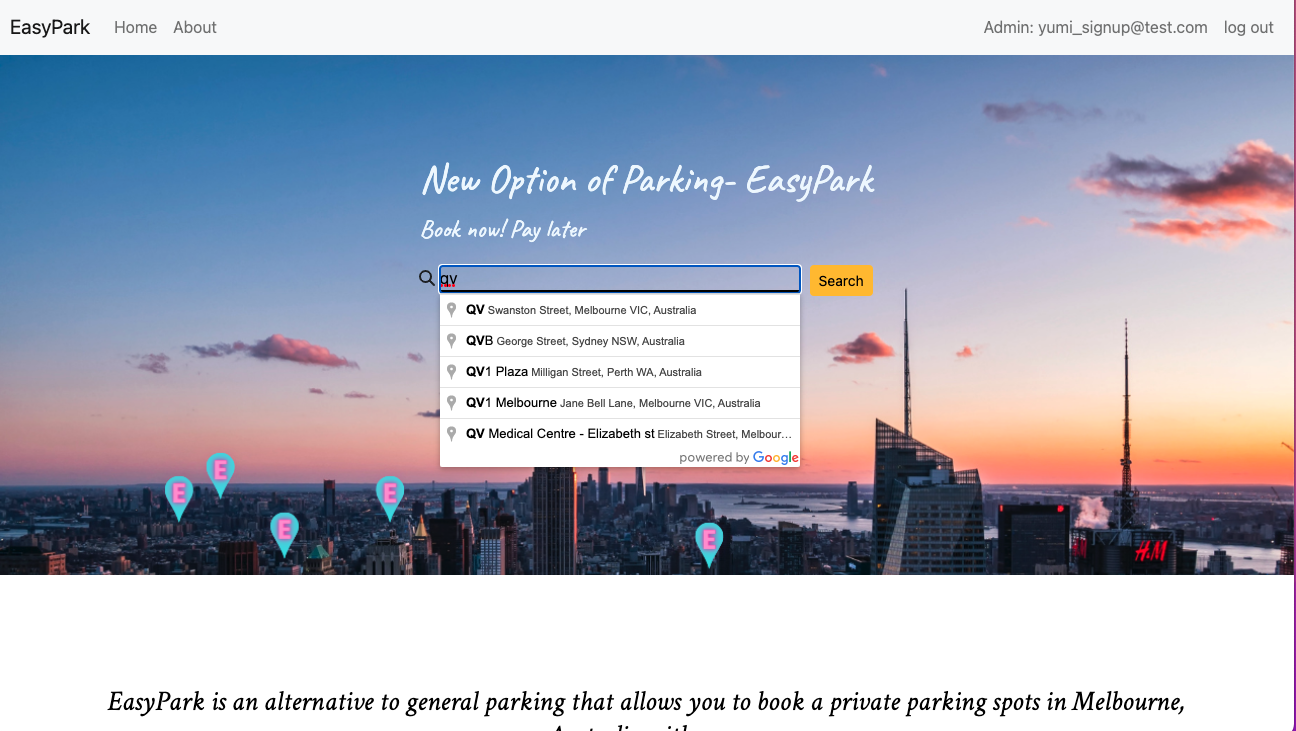 EasyPark Home About Admin: yumi_signup@test.com log out
New Option of Parking- EasyPark
Book now! Pay later
qv Search
QV Swanston Street, Melbourne VIC, Australia
QVB George Street, Sydney NSW, Australia
QV1 Plaza Milligan Street, Perth WA, Australia
QV1 Melbourne Jane Bell Lane, Melbourne VIC, Australia
QV Medical Centre - Elizabeth st Elizabeth Street, Melbour...
powered by Google
E
E
E
E
E
H&M
EasyPark is an alternative to general parking that allows you to book a private parking spots in Melbourne,